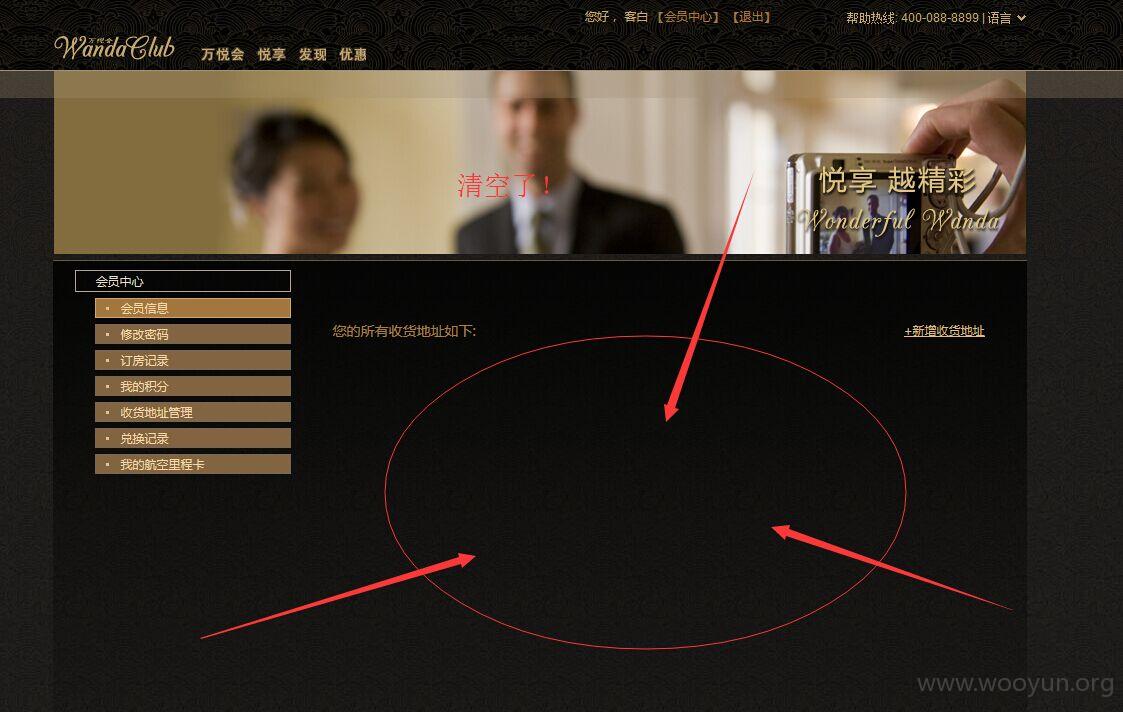 您好， 客白 【会员中心】 【退出】
帮助热线: 400-088-8899 | 语言
万悦会
WandaClub
万悦会 悦享 发现 优惠
清空了！
悦享 越精彩
Wonderful Wanda
会员中心
会员信息
修改密码
订房记录
我的积分
收货地址管理
兑换记录
我的航空里程卡
您的所有收货地址如下:
+新增收货地址
www.wooyun.org